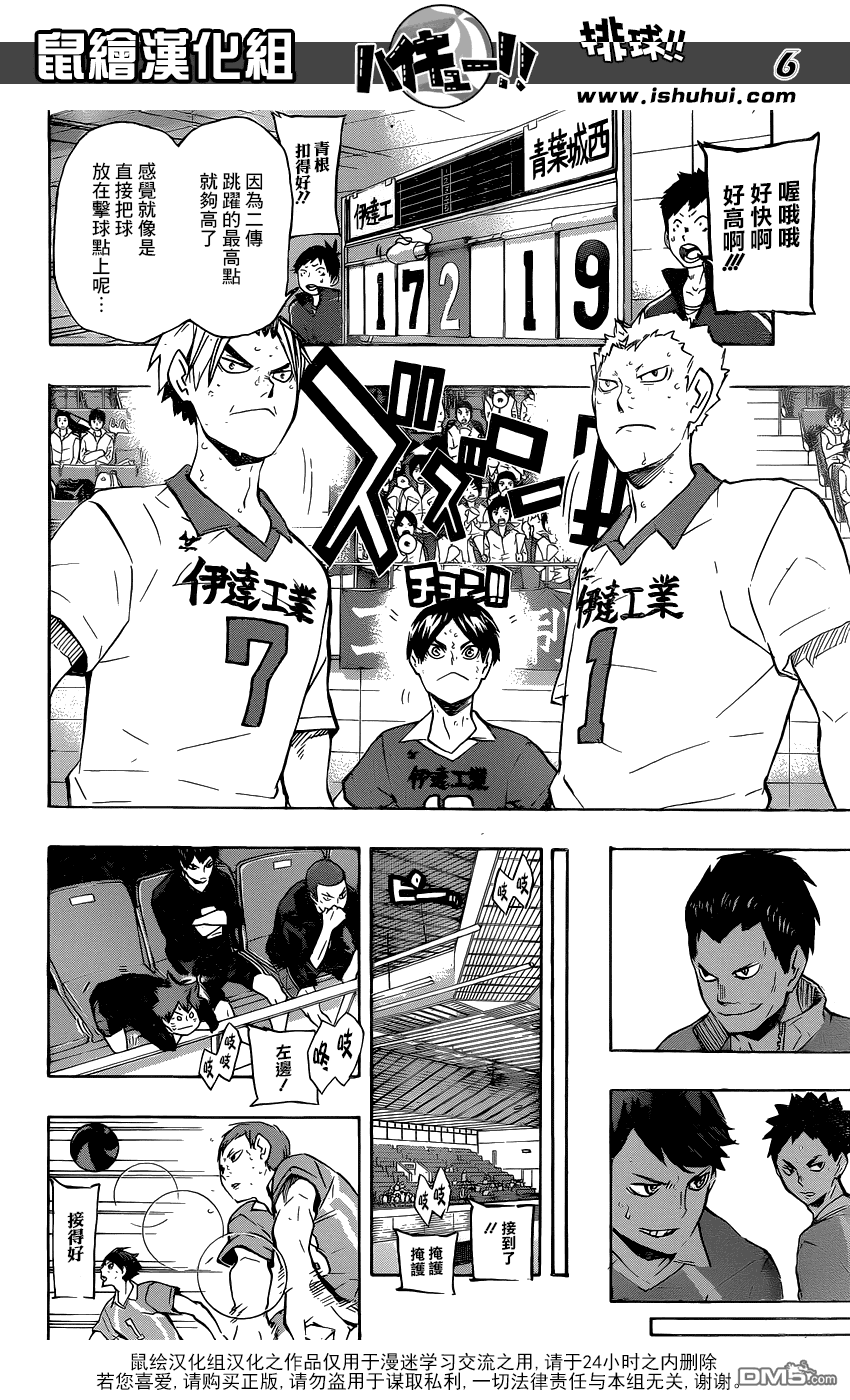 鼠繪漢化組
ハイキュー!!
排球!!
6
www.ishuhui.com
喔哦哦
好快啊
好高啊!!!
青葉城西
伊達工
17 2 19
青根
扣得好!!
因為二傳
跳躍的最高點
就夠高了
感覺就像是
直接把球
放在擊球點上呢…
ズーン
伊達工業
7
伊達工業
1
伊達工業
ピーッ
吱
吱
接到了!!
吱
吱
掩護
掩護
咚
吱
左邊!
吱
吱
接得好
鼠绘汉化组汉化之作品仅用于漫迷学习交流之用,请于24小时之内删除
若您喜爱,请购买正版,请勿盗用于谋取私利,一切法律责任与本组无关,谢谢。
DM5.com